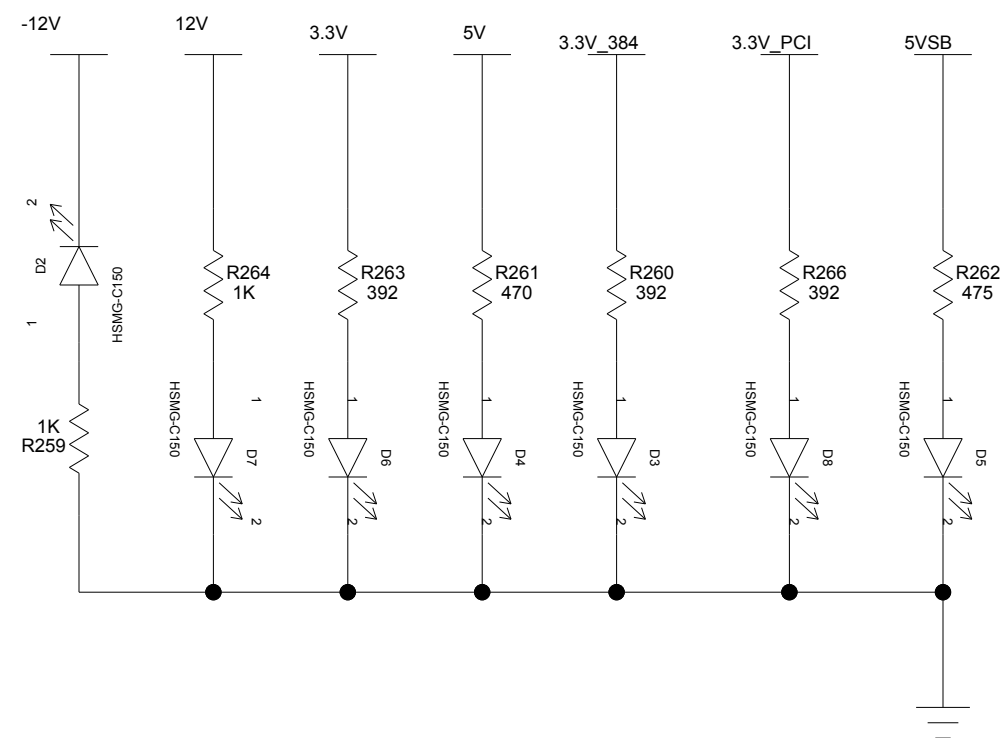 -12V
12V
3.3V
5V
3.3V_384
3.3V_PCI
5VSB
2
D2
1
HSMG-C150
1K
R259
R264
1K
HSMG-C150
1
D7
2
R263
392
HSMG-C150
1
D6
2
R261
470
HSMG-C150
1
D4
2
R260
392
HSMG-C150
1
D3
2
R266
392
HSMG-C150
1
D8
2
R262
475
HSMG-C150
1
D5
2